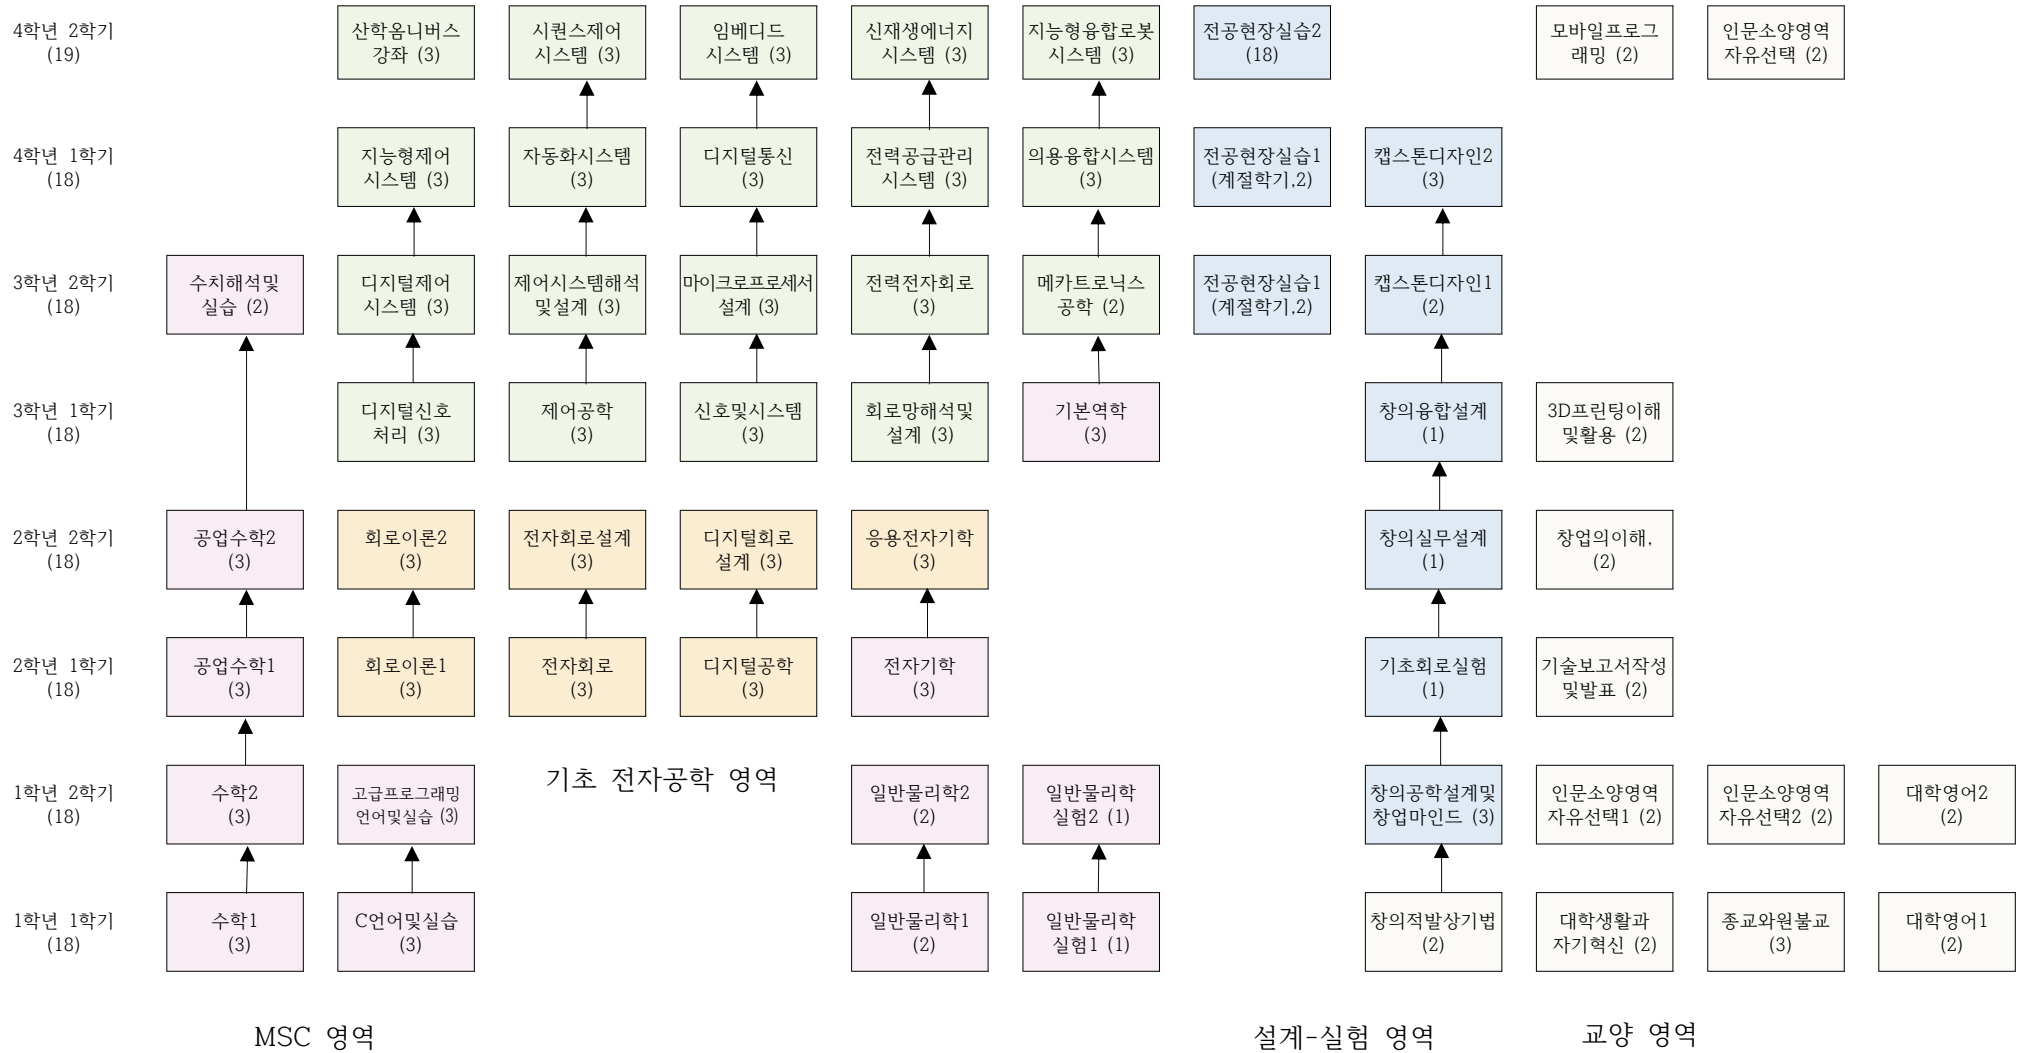 4학년 2학기
(19)
산학옴니버스
강좌 (3)
시퀀스제어
시스템 (3)
임베디드
시스템 (3)
신재생에너지
시스템 (3)
지능형융합로봇
시스템 (3)
전공현장실습2
(18)
모바일프로그
래밍 (2)
인문소양영역
자유선택 (2)
4학년 1학기
(18)
지능형제어
시스템 (3)
자동화시스템
(3)
디지털통신
(3)
전력공급관리
시스템 (3)
의용융합시스템
(3)
전공현장실습1
(계절학기,2)
캡스톤디자인2
(3)
3학년 2학기
(18)
수치해석및
실습 (2)
디지털제어
시스템 (3)
제어시스템해석
및설계 (3)
마이크로프로세서
설계 (3)
전력전자회로
(3)
메카트로닉스
공학 (2)
전공현장실습1
(계절학기,2)
캡스톤디자인1
(2)
3학년 1학기
(18)
디지털신호
처리 (3)
제어공학
(3)
신호및시스템
(3)
회로망해석및
설계 (3)
기본역학
(3)
창의융합설계
(1)
3D프린팅이해
및활용 (2)
2학년 2학기
(18)
공업수학2
(3)
회로이론2
(3)
전자회로설계
(3)
디지털회로
설계 (3)
응용전자기학
(3)
창의실무설계
(1)
창업의이해,
(2)
2학년 1학기
(18)
공업수학1
(3)
회로이론1
(3)
전자회로
(3)
디지털공학
(3)
전자기학
(3)
기초회로실험
(1)
기술보고서작성
및발표 (2)
기초 전자공학 영역
1학년 2학기
(18)
수학2
(3)
고급프로그래밍
언어및실습 (3)
일반물리학2
(2)
일반물리학
실험2 (1)
창의공학설계및
창업마인드 (3)
인문소양영역
자유선택1 (2)
인문소양영역
자유선택2 (2)
대학영어2
(2)
1학년 1학기
(18)
수학1
(3)
C언어및실습
(3)
일반물리학1
(2)
일반물리학
실험1 (1)
창의적발상기법
(2)
대학생활과
자기혁신 (2)
종교와원불교
(3)
대학영어1
(2)
MSC 영역
설계-실험 영역
교양 영역